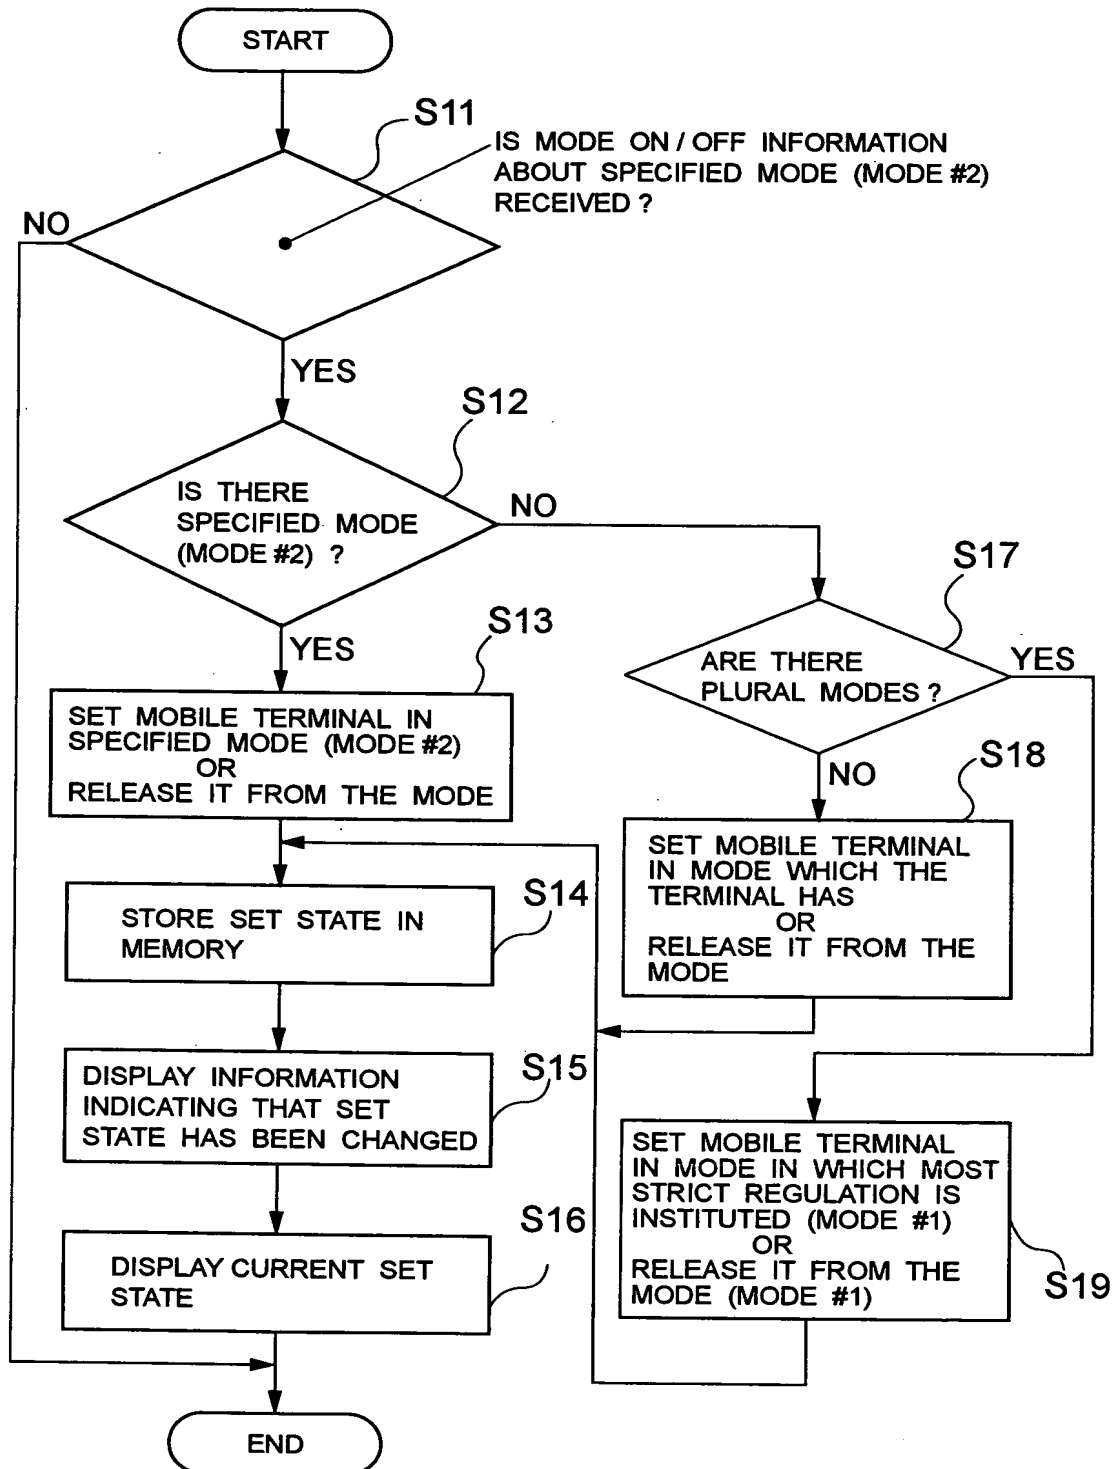 START
S11
IS MODE ON / OFF INFORMATION
ABOUT SPECIFIED MODE (MODE #2)
RECEIVED ?
NO
YES
S12
IS THERE
SPECIFIED MODE
(MODE #2) ?
NO
YES
S13
SET MOBILE TERMINAL IN
SPECIFIED MODE (MODE #2)
OR
RELEASE IT FROM THE MODE
S17
ARE THERE
PLURAL MODES ?
YES
NO
S18
SET MOBILE TERMINAL
IN MODE WHICH THE
TERMINAL HAS
OR
RELEASE IT FROM THE
MODE
S14
STORE SET STATE IN
MEMORY
S15
DISPLAY INFORMATION
INDICATING THAT SET
STATE HAS BEEN CHANGED
S19
SET MOBILE TERMINAL
IN MODE IN WHICH MOST
STRICT REGULATION IS
INSTITUTED (MODE #1)
OR
RELEASE IT FROM THE
MODE (MODE #1)
S16
DISPLAY CURRENT SET
STATE
END